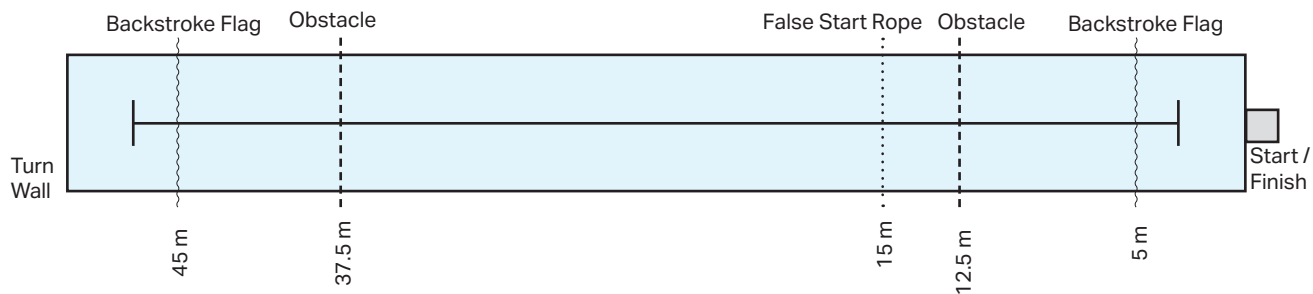 Backstroke Flag
Obstacle
False Start Rope
Obstacle
Backstroke Flag
Turn
Wall
Start /
Finish
45 m
37.5 m
15 m
12.5 m
5 m